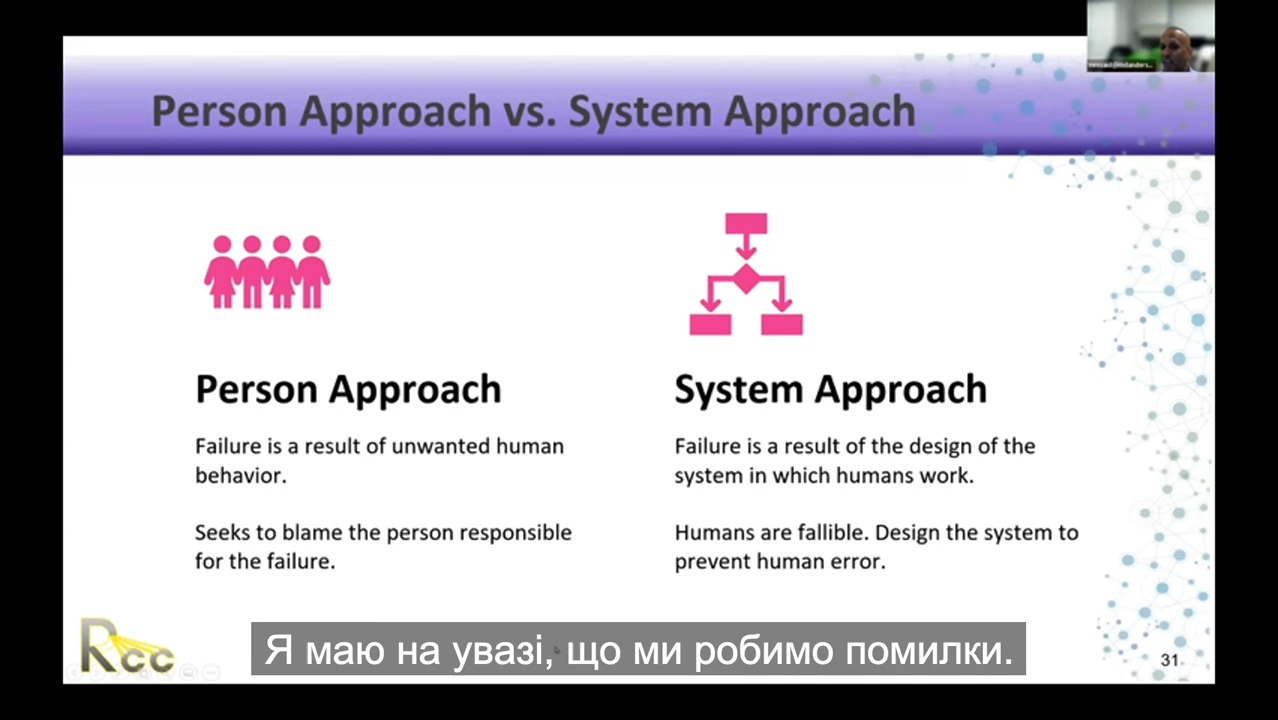 Person Approach vs. System Approach
Person Approach
Failure is a result of unwanted human
behavior.
Seeks to blame the person responsible
for the failure.
System Approach
Failure is a result of the design of the
system in which humans work.
Humans are fallible. Design the system to
prevent human error.
Rcc
Я маю на увазі, що ми робимо помилки.
31